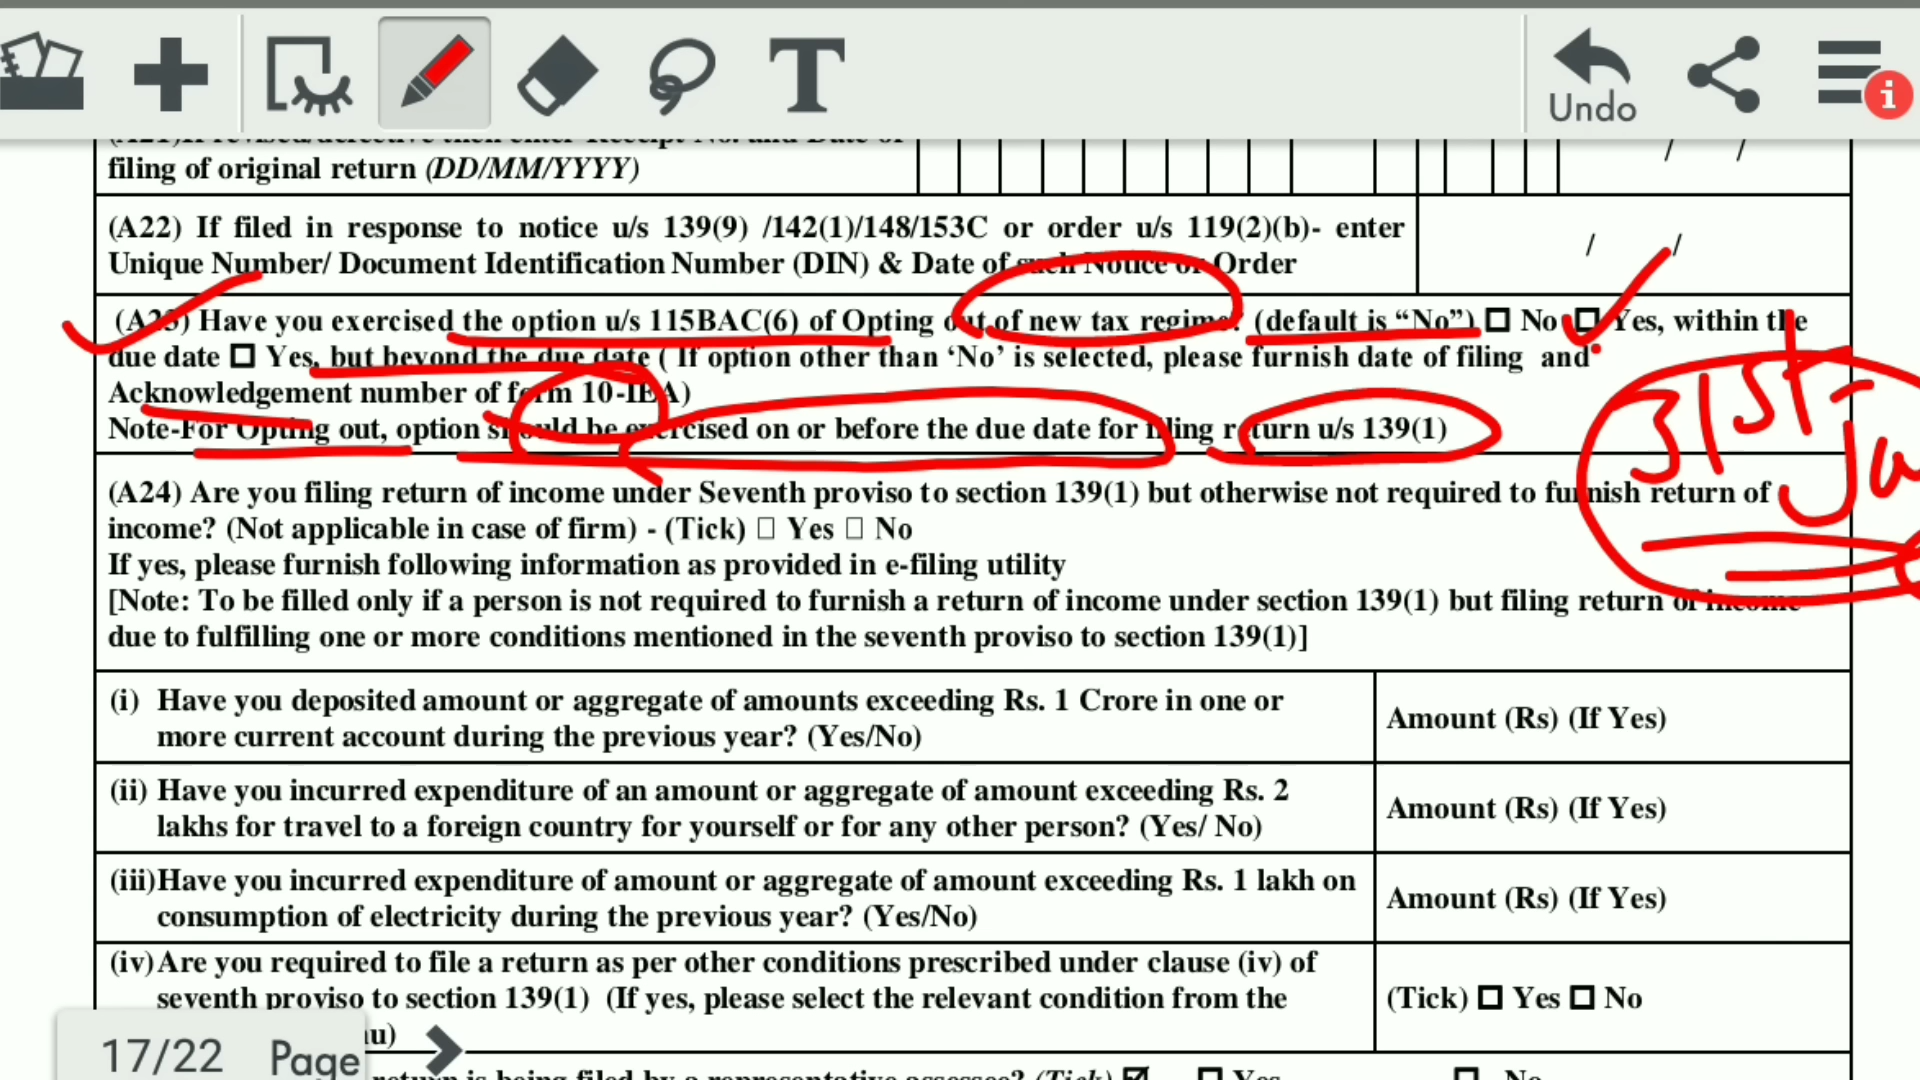 Undo
i
filing of original return (DD/MM/YYYY)
(A22) If filed in response to notice u/s 139(9) /142(1)/148/153C or order u/s 119(2)(b)- enter
Unique Number/ Document Identification Number (DIN) & Date of such Notice or Order
/ /
(A23) Have you exercised the option u/s 115BAC(6) of Opting out of new tax regime? (default is “No”) ☐ No ☐ Yes, within the
due date ☐ Yes, but beyond the due date ( If option other than ‘No’ is selected, please furnish date of filing and
Acknowledgement number of form 10-IEA)
Note-For Opting out, option should be exercised on or before the due date for filing return u/s 139(1)
31st
(A24) Are you filing return of income under Seventh proviso to section 139(1) but otherwise not required to furnish return of
income? (Not applicable in case of firm) - (Tick) ☐ Yes ☐ No
If yes, please furnish following information as provided in e-filing utility
[Note: To be filled only if a person is not required to furnish a return of income under section 139(1) but filing return of income
due to fulfilling one or more conditions mentioned in the seventh proviso to section 139(1)]
(i) Have you deposited amount or aggregate of amounts exceeding Rs. 1 Crore in one or
more current account during the previous year? (Yes/No)
Amount (Rs) (If Yes)
(ii) Have you incurred expenditure of an amount or aggregate of amount exceeding Rs. 2
lakhs for travel to a foreign country for yourself or for any other person? (Yes/ No)
Amount (Rs) (If Yes)
(iii)Have you incurred expenditure of amount or aggregate of amount exceeding Rs. 1 lakh on
consumption of electricity during the previous year? (Yes/No)
Amount (Rs) (If Yes)
(iv)Are you required to file a return as per other conditions prescribed under clause (iv) of
seventh proviso to section 139(1) (If yes, please select the relevant condition from the
(Tick) ☐ Yes ☐ No
17/22 Page